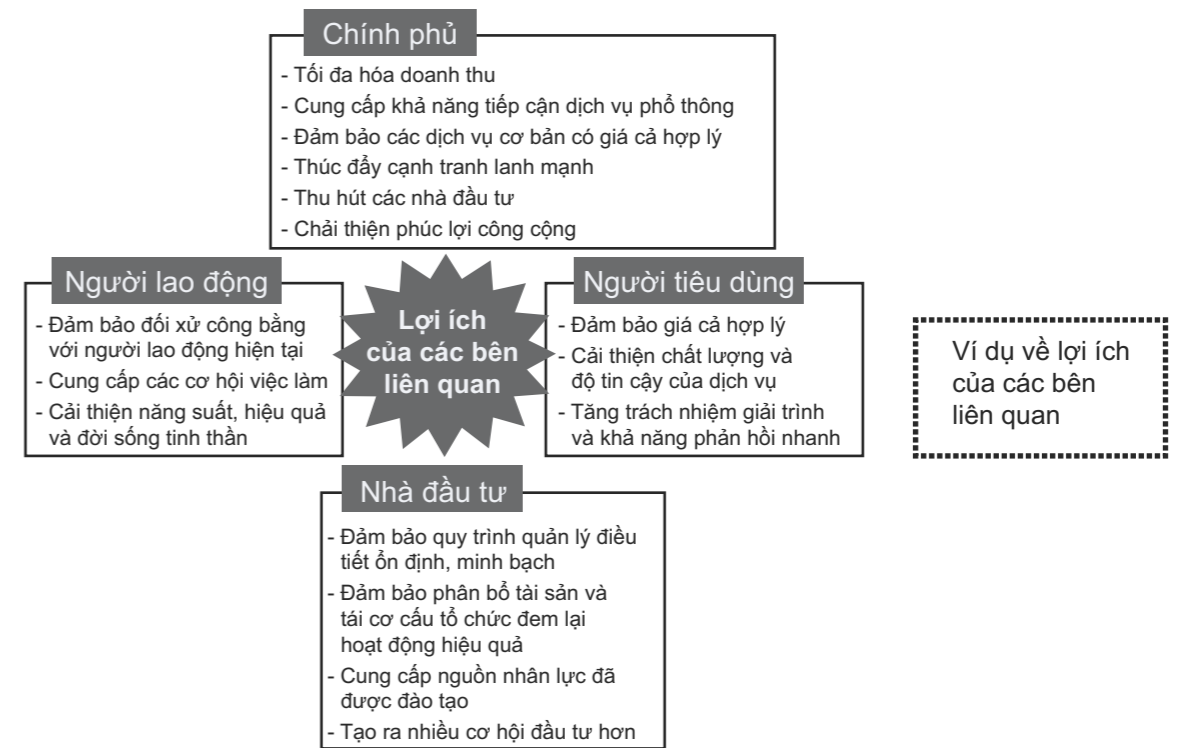 Chính phủ
- Tối đa hóa doanh thu
- Cung cấp khả năng tiếp cận dịch vụ phổ thông
- Đảm bảo các dịch vụ cơ bản có giá cả hợp lý
- Thúc đẩy cạnh tranh lanh mạnh
- Thu hút các nhà đầu tư
- Chải thiện phúc lợi công cộng
Người lao động
- Đảm bảo đối xử công bằng
với người lao động hiện tại
- Cung cấp các cơ hội việc làm
- Cải thiện năng suất, hiệu quả
và đời sống tinh thần
Lợi ích
của các bên
liên quan
Người tiêu dùng
- Đảm bảo giá cả hợp lý
- Cải thiện chất lượng và
độ tin cậy của dịch vụ
- Tăng trách nhiệm giải trình
và khả năng phản hồi nhanh
Ví dụ về lợi ích
của các bên
liên quan
Nhà đầu tư
- Đảm bảo quy trình quản lý điều
tiết ổn định, minh bạch
- Đảm bảo phân bổ tài sản và
tái cơ cấu tổ chức đem lại
hoạt động hiệu quả
- Cung cấp nguồn nhân lực đã
được đào tạo
- Tạo ra nhiều cơ hội đầu tư hơn